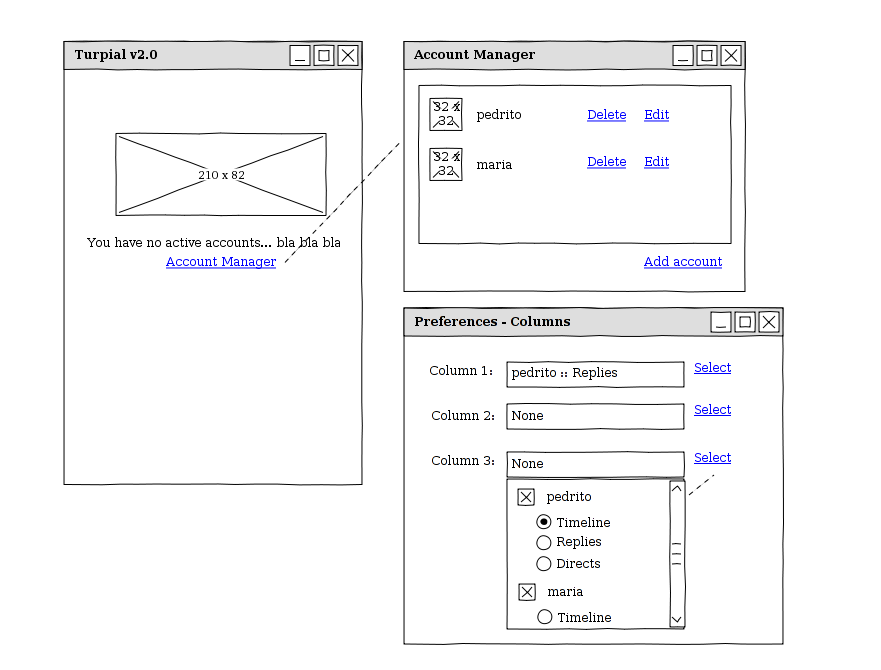 Turpial v2.0
210 x 82
You have no active accounts... bla bla bla
Account Manager
Account Manager
32 x
32
pedrito
Delete
Edit
32 x
32
maria
Delete
Edit
Add account
Preferences - Columns
Column 1:
pedrito :: Replies
Select
Column 2:
None
Select
Column 3:
None
Select
pedrito
Timeline
Replies
Directs
maria
Timeline